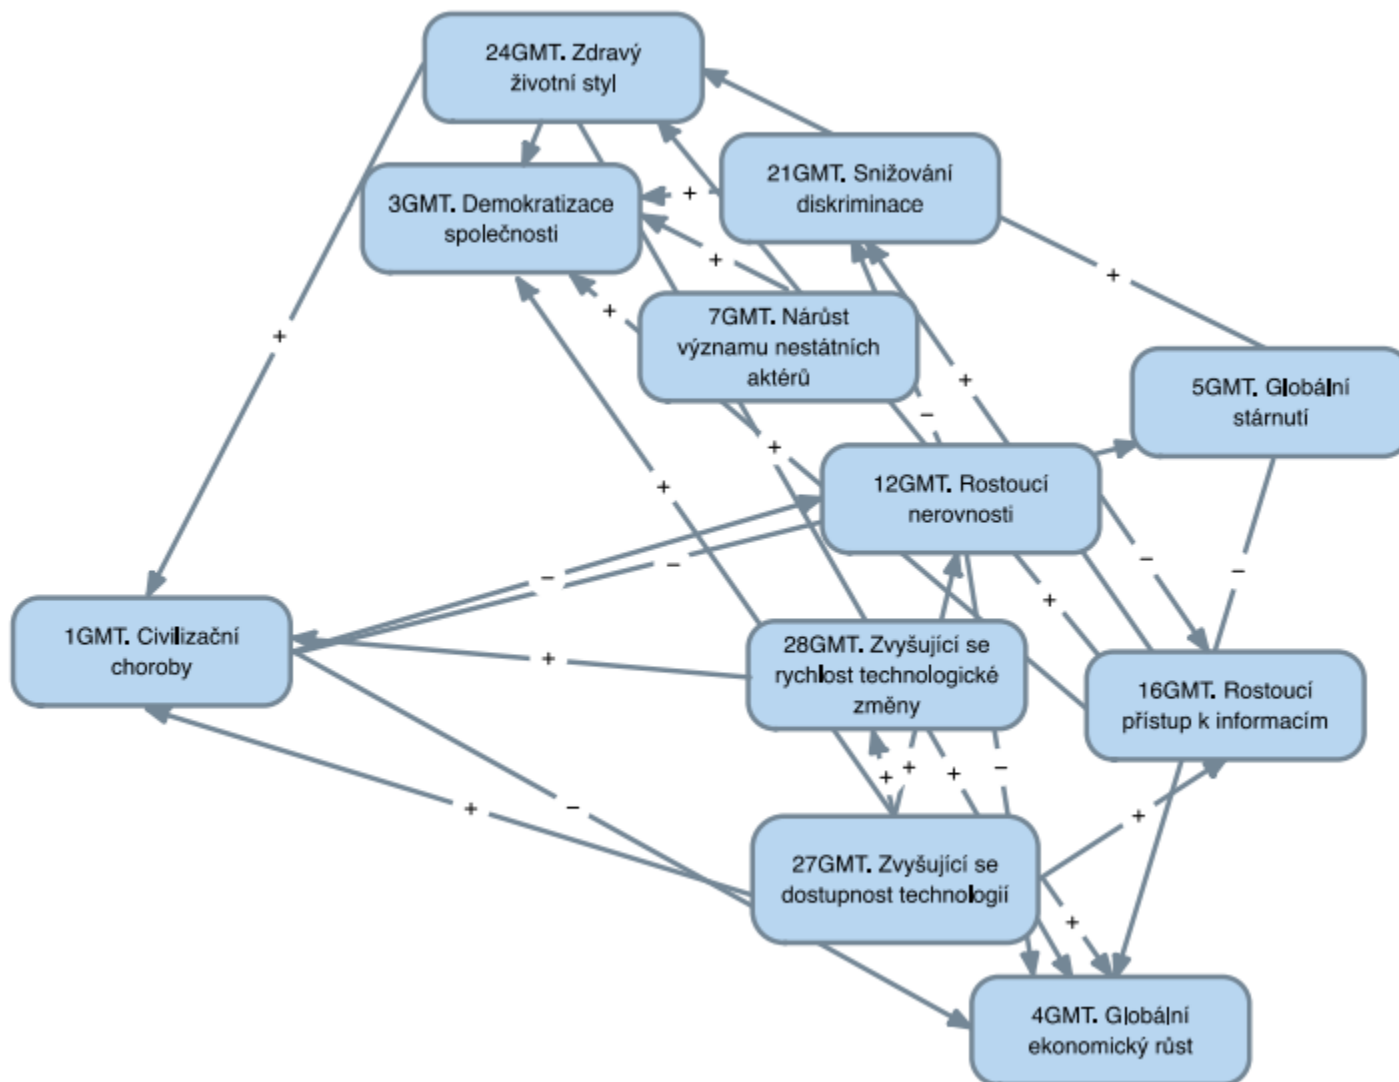 24GMT. Zdravý
životní styl
21GMT. Snižování
diskriminace
3GMT. Demokratizace
společnosti
+
+
+
+
+
7GMT. Nárůst
významu nestátních
aktérů
5GMT. Globální
stárnutí
+
+
–
+
+
12GMT. Rostoucí
nerovnosti
–
–
–
–
+
1GMT. Civilizační
choroby
+
28GMT. Zvyšující se
rychlost technologické
změny
16GMT. Rostoucí
přístup k informacím
+
+
+
–
+
–
+
27GMT. Zvyšující se
dostupnost technologií
+
4GMT. Globální
ekonomický růst